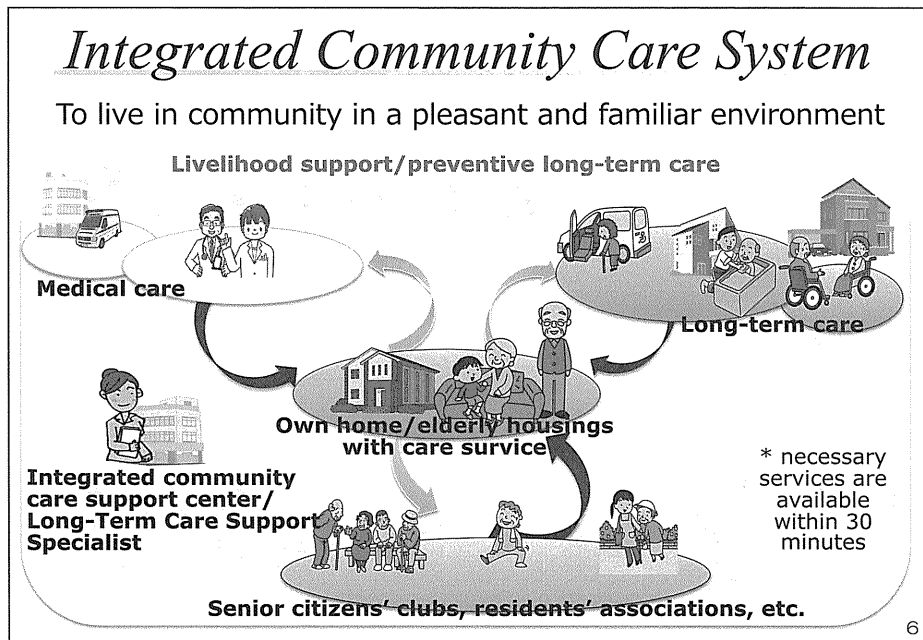 Integrated Community Care System
To live in community in a pleasant and familiar environment
Livelihood support/preventive long-term care
Medical care
Long-term care
Own home/elderly housings
with care survice
Integrated community
care support center/
Long-Term Care Support
Specialist
* necessary
services are
available
within 30
minutes
Senior citizens' clubs, residents' associations, etc.
6